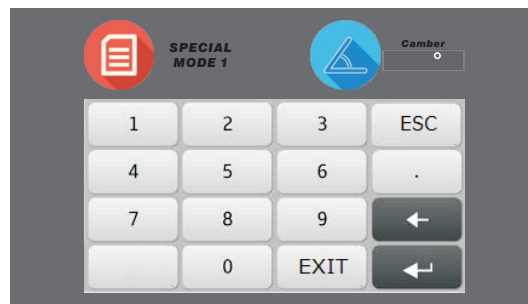 SPECIAL
MODE 1
Camber
°
1 2 3 ESC
4 5 6 .
7 8 9
0 EXIT